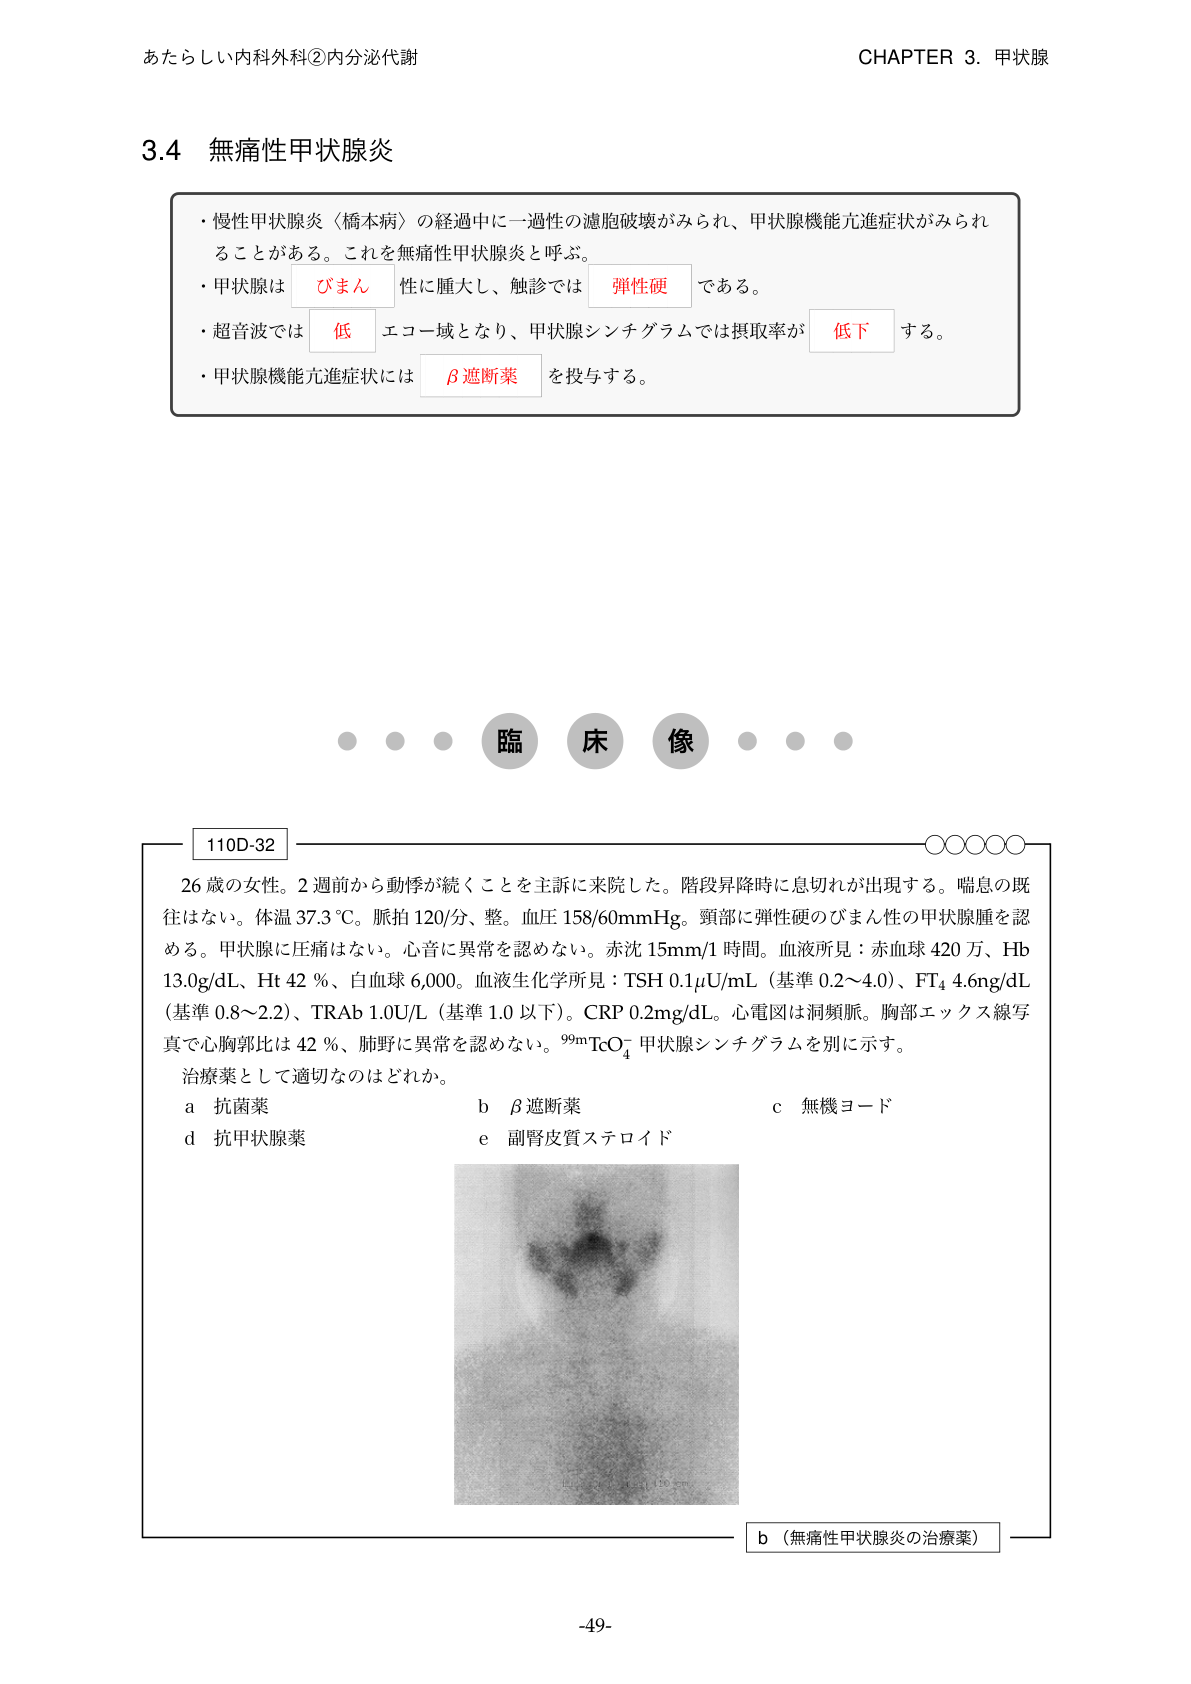 あたらしい内科外科②内分泌代謝
CHAPTER 3. 甲状腺
3.4 無痛性甲状腺炎
・慢性甲状腺炎〈橋本病〉の経過中に一過性の濾胞破壊がみられ、甲状腺機能亢進症状がみられ
ることがある。これを無痛性甲状腺炎と呼ぶ。
・甲状腺は びまん 性に腫大し、触診では 弾性硬 である。
・超音波では 低 エコー域となり、甲状腺シンチグラムでは摂取率が 低下 する。
・甲状腺機能亢進症状には β遮断薬 を投与する。
臨 床 像
110D-32
26 歳の女性。2 週前から動悸が続くことを主訴に来院した。階段昇降時に息切れが出現する。喘息の既
往はない。体温 37.3 ℃。脈拍 120/分、整。血圧 158/60mmHg。頸部に弾性硬のびまん性の甲状腺腫を認
める。甲状腺に圧痛はない。心音に異常を認めない。赤沈 15mm/1 時間。血液所見：赤血球 420 万、Hb
13.0g/dL、Ht 42 %、白血球 6,000。血液生化学所見：TSH 0.1μU/mL（基準 0.2〜4.0）、FT₄ 4.6ng/dL
（基準 0.8〜2.2）、TRAb 1.0U/L（基準 1.0 以下）。CRP 0.2mg/dL。心電図は洞頻脈。胸部エックス線写
真で心胸郭比は 42 %、肺野に異常を認めない。⁹⁹ᵐTcO₄⁻ 甲状腺シンチグラムを別に示す。
治療薬として適切なのはどれか。
a 抗菌薬 b β遮断薬 c 無機ヨード
d 抗甲状腺薬 e 副腎皮質ステロイド
b （無痛性甲状腺炎の治療薬）
-49-